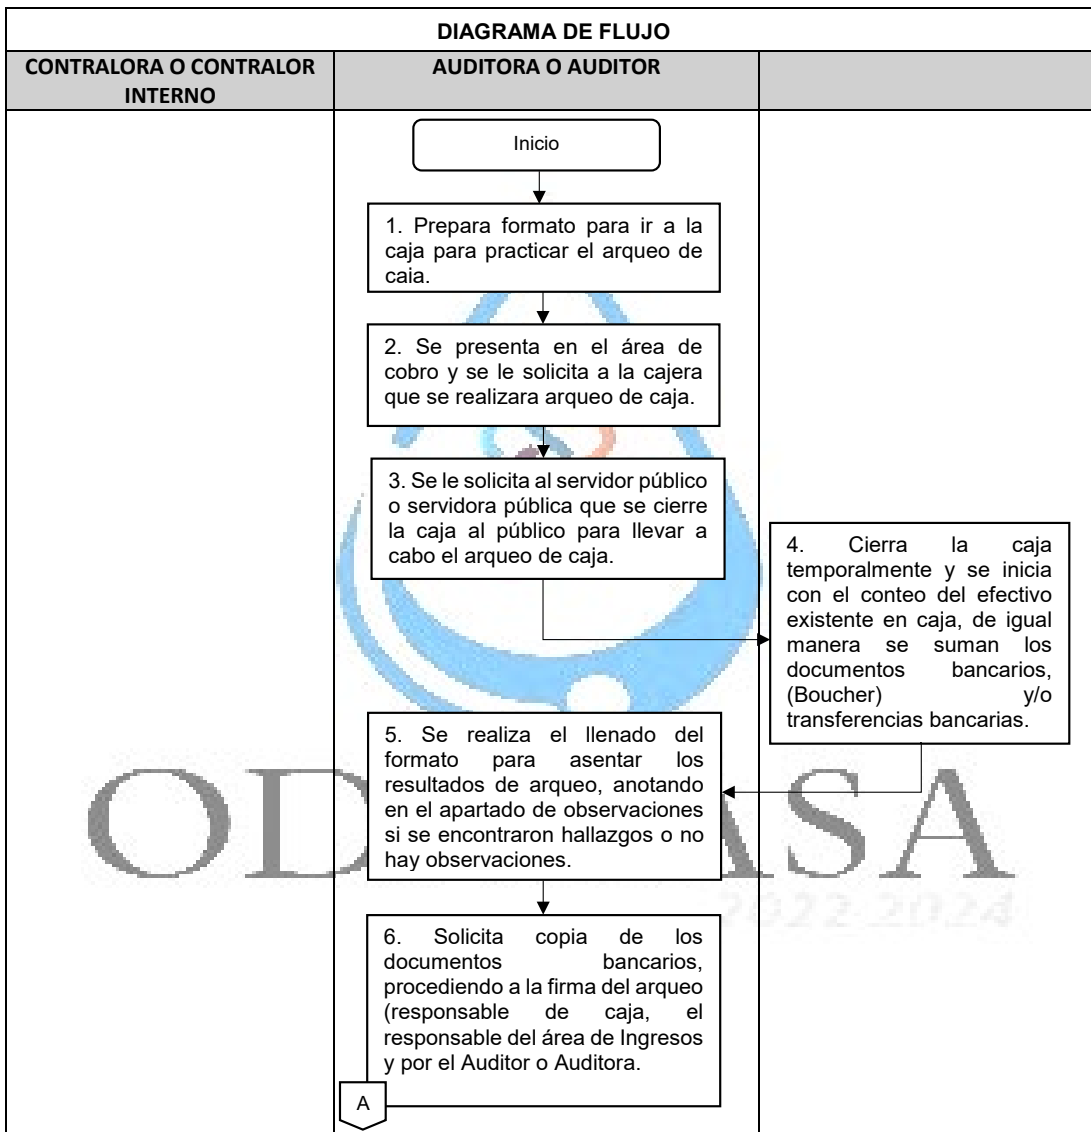 DIAGRAMA DE FLUJO
CONTRALORA O CONTRALOR
INTERNO
AUDITORA O AUDITOR
Inicio
1. Prepara formato para ir a la
caja para practicar el arqueo de
caia.
2. Se presenta en el área de
cobro y se le solicita a la cajera
que se realizara arqueo de caja.
3. Se le solicita al servidor público
o servidora pública que se cierre
la caja al público para llevar a
cabo el arqueo de caja.
4. Cierra la caja
temporalmente y se inicia
con el conteo del efectivo
existente en caja, de igual
manera se suman los
documentos bancarios,
(Boucher) y/o
transferencias bancarias.
5. Se realiza el llenado del
formato para asentar los
resultados de arqueo, anotando
en el apartado de observaciones
si se encontraron hallazgos o no
hay observaciones.
6. Solicita copia de los
documentos bancarios,
procediendo a la firma del arqueo
(responsable de caja, el
responsable del área de Ingresos
y por el Auditor o Auditora.
A
2022-2024